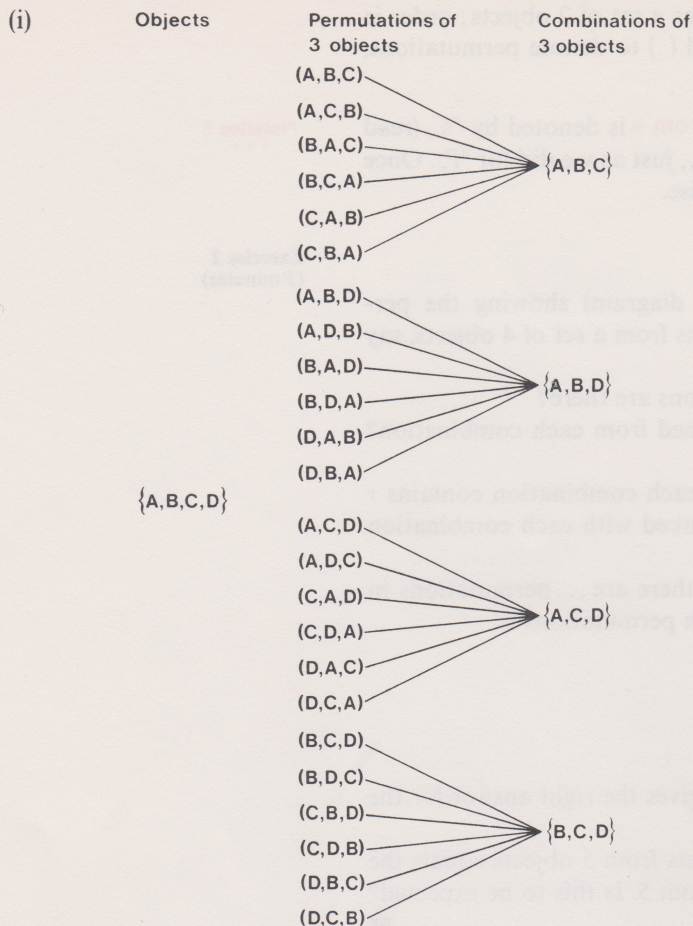 (i) Objects Permutations of 3 objects Combinations of 3 objects
(A,B,C)
(A,C,B)
(B,A,C)
{A,B,C}
(B,C,A)
(C,A,B)
(C,B,A)
(A,B,D)
(A,D,B)
(B,A,D)
{A,B,D}
(B,D,A)
(D,A,B)
(D,B,A)
{A,B,C,D}
(A,C,D)
(A,D,C)
(C,A,D)
{A,C,D}
(C,D,A)
(D,A,C)
(D,C,A)
(B,C,D)
(B,D,C)
(C,B,D)
{B,C,D}
(C,D,B)
(D,B,C)
(D,C,B)